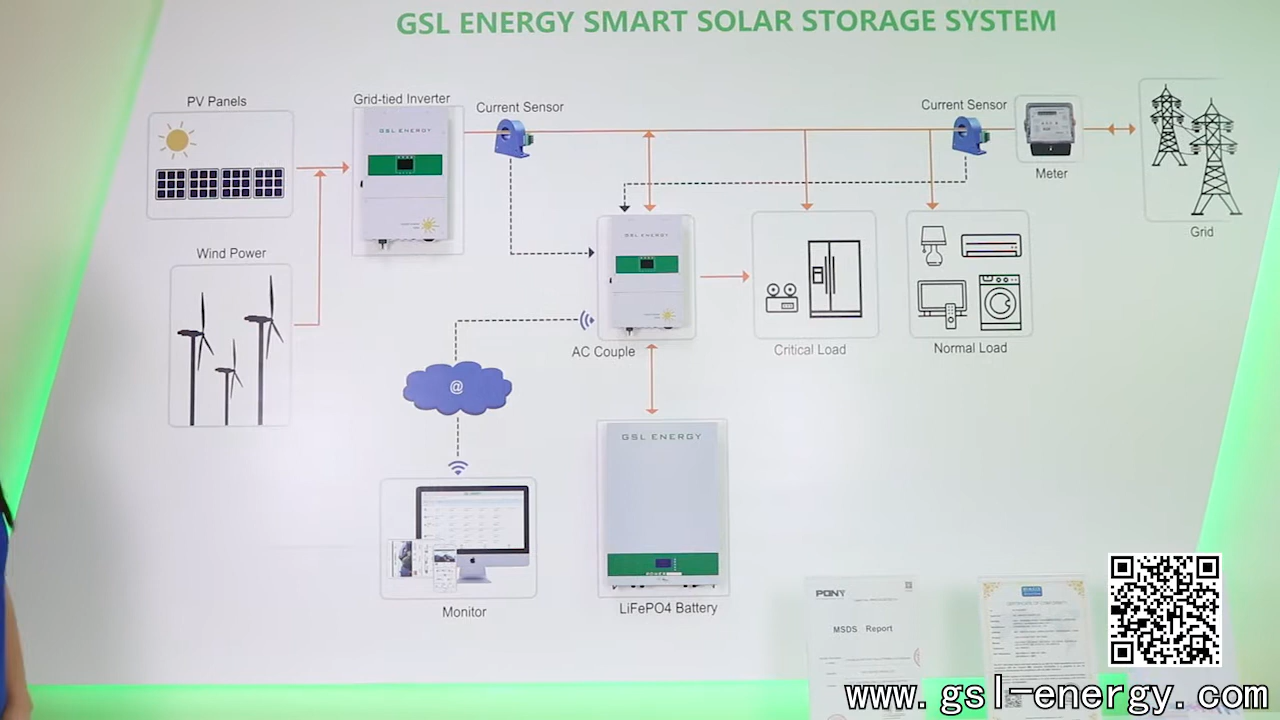 GSL ENERGY SMART SOLAR STORAGE SYSTEM
PV Panels
Grid-tied Inverter
Current Sensor
Current Sensor
GSL ENERGY
Meter
Grid
Wind Power
GSL ENERGY
AC Couple
Critical Load
Normal Load
@
GSL ENERGY
Monitor
LiFePO4 Battery
PONY
MSDS Report
www.gsl-energy.com